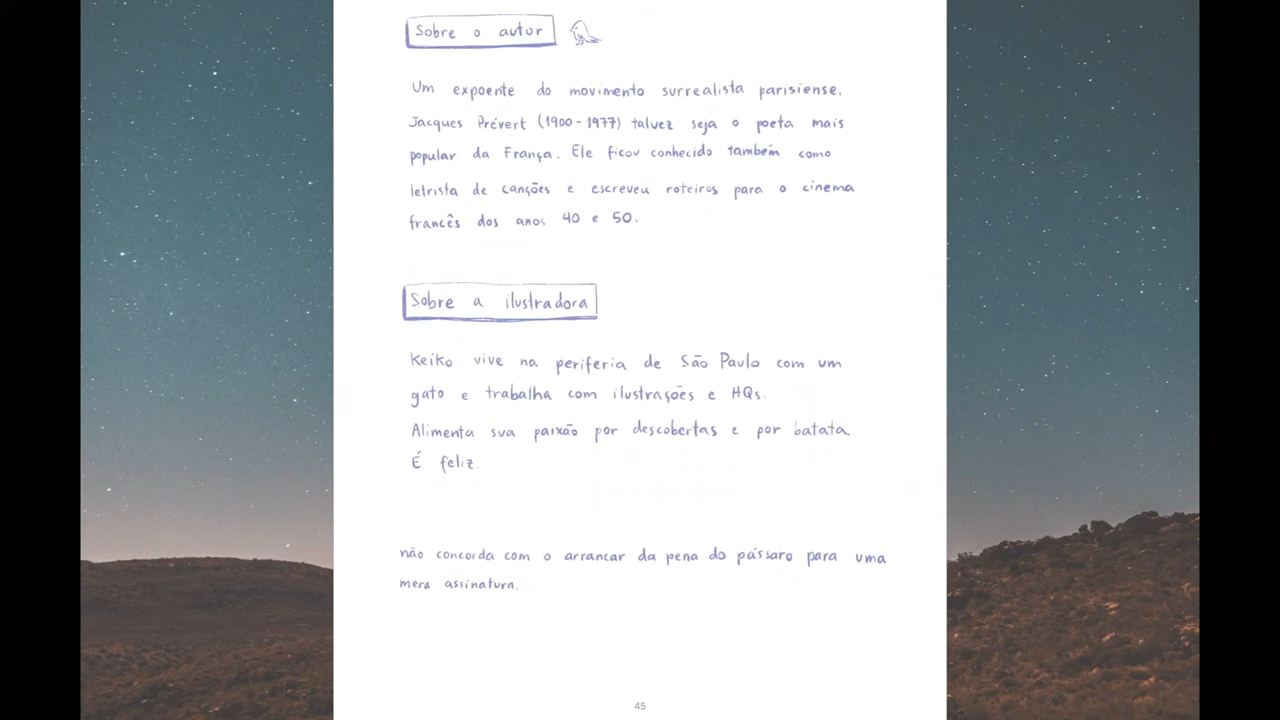 Sobre o autor
Um expoente do movimento surrealista parisiense,
Jacques Prévert (1900-1977) talvez seja o poeta mais
popular da França. Ele ficou conhecido também como
letrista de canções e escreveu roteiros para o cinema
francês dos anos 40 e 50.
Sobre a ilustradora
Keiko vive na periferia de São Paulo com um
gato e trabalha com ilustrações e HQs.
Alimenta sua paixão por descobertas e por batata.
É feliz.
não concorda com o arrancar da pena do pássaro para uma
mera assinatura.
45